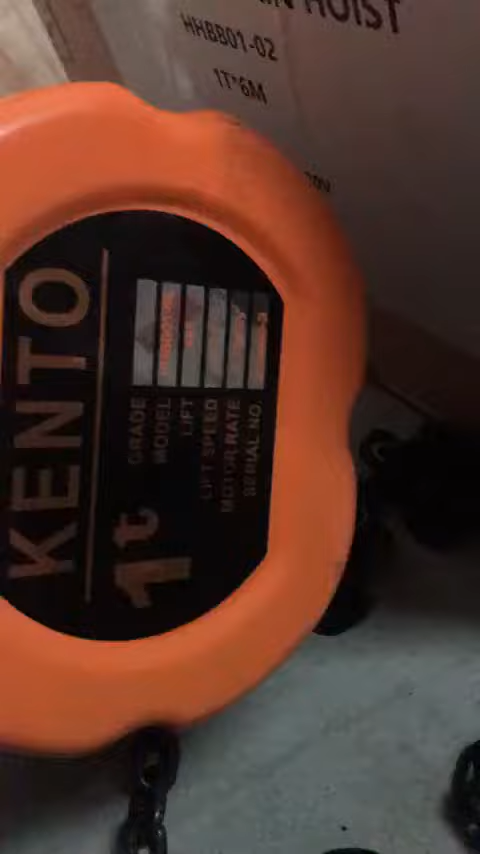 HOIST
HHBB01-02
1T*6M
KENTO
1t
GRADE
MODEL
LIFT
LIFT SPEED
MOTOR RATE
SERIAL NO.